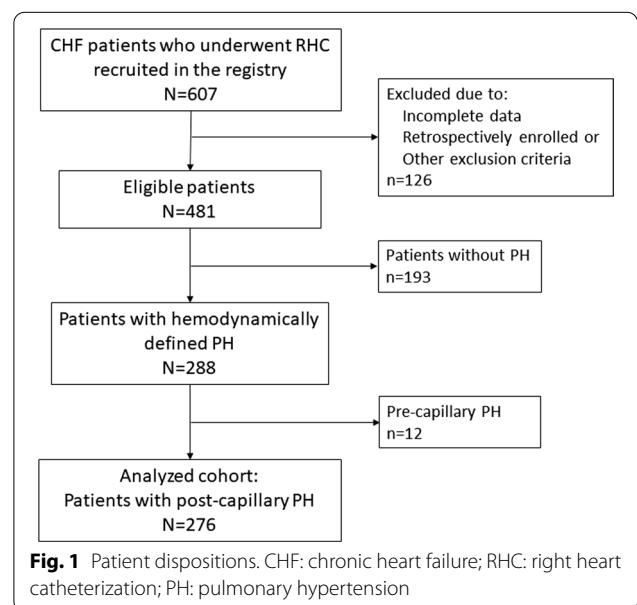 CHF patients who underwent RHC
recruited in the registry
N=607
Excluded due to:
Incomplete data
Retrospectively enrolled or
Other exclusion criteria
n=126
Eligible patients
N=481
Patients without PH
n=193
Patients with hemodynamically
defined PH
N=288
Pre-capillary PH
n=12
Analyzed cohort:
Patients with post-capillary PH
N=276
Fig. 1 Patient dispositions. CHF: chronic heart failure; RHC: right heart
catheterization; PH: pulmonary hypertension